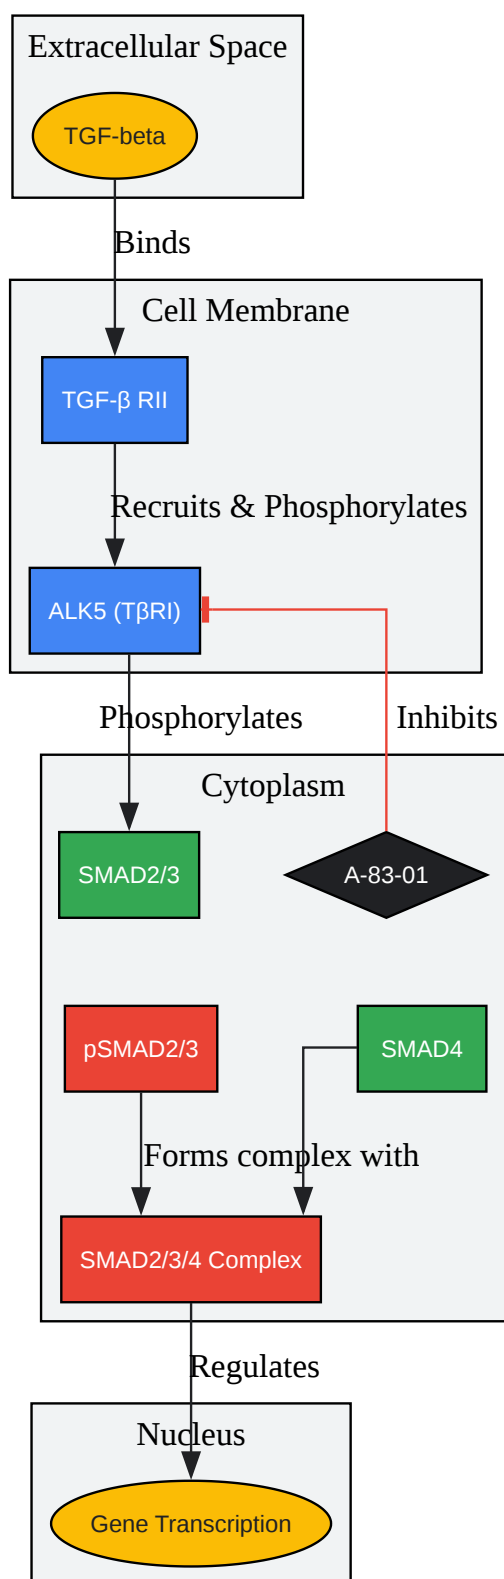 Extracellular Space
TGF-beta
Binds
Cell Membrane
TGF-β RII
Recruits & Phosphorylates
ALK5 (TβRI)
Phosphorylates
Inhibits
Cytoplasm
SMAD2/3
A-83-01
pSMAD2/3
SMAD4
Forms complex with
SMAD2/3/4 Complex
Regulates
Nucleus
Gene Transcription